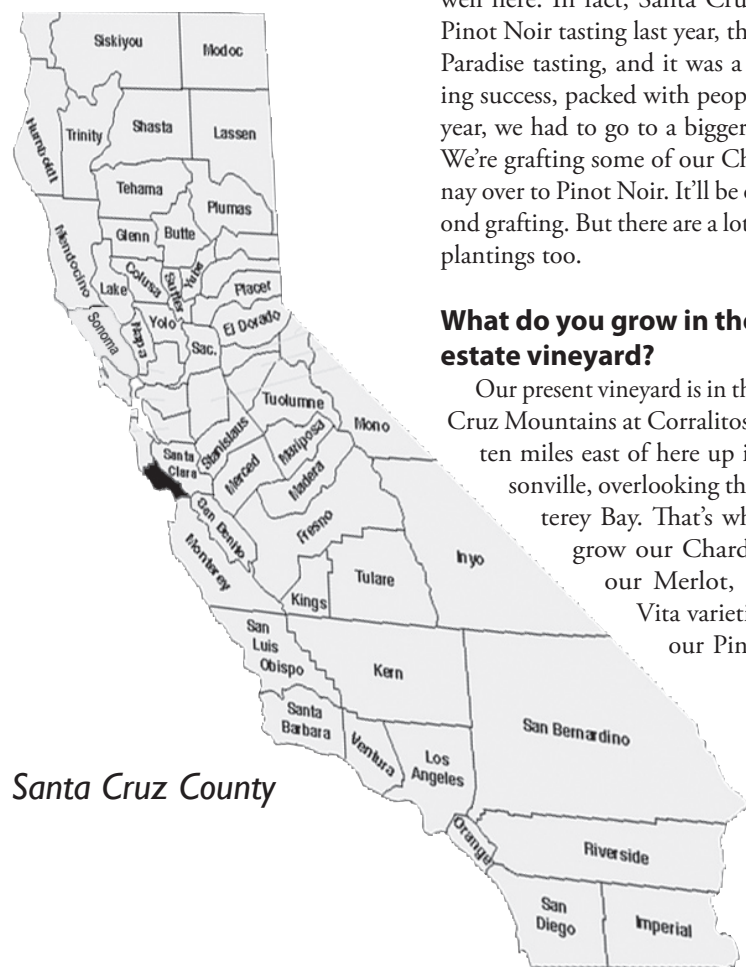 well here. In fact, Santa Cru
Pinot Noir tasting last year, th
Paradise tasting, and it was a
ing success, packed with peop
year, we had to go to a bigger
We're grafting some of our Ch
nay over to Pinot Noir. It'll be
ond grafting. But there are a lot
plantings too.
What do you grow in the
estate vineyard?
Our present vineyard is in th
Cruz Mountains at Corralitos
ten miles east of here up i
sonville, overlooking th
terey Bay. That's wh
grow our Chard
our Merlot,
Vita varieti
our Pin
Siskiyou
Modoc
Humboldt
Trinity
Shasta
Lassen
Tehama
Plumas
Mendocino
Glenn
Butte
Lake
Colusa
Sutter
Yuba
Placer
Sonoma
Napa
Yolo
El Dorado
Sac.
Tuolumne
Mono
Santa
Clara
Stanislaus
Merced
Mariposa
Madera
San Benito
Fresno
Monterey
Inyo
Kings
Tulare
San
Luis
Obispo
Kern
Santa
Barbara
Ventura
Los
Angeles
San Bernardino
Orange
Riverside
San
Diego
Imperial
Santa Cruz County